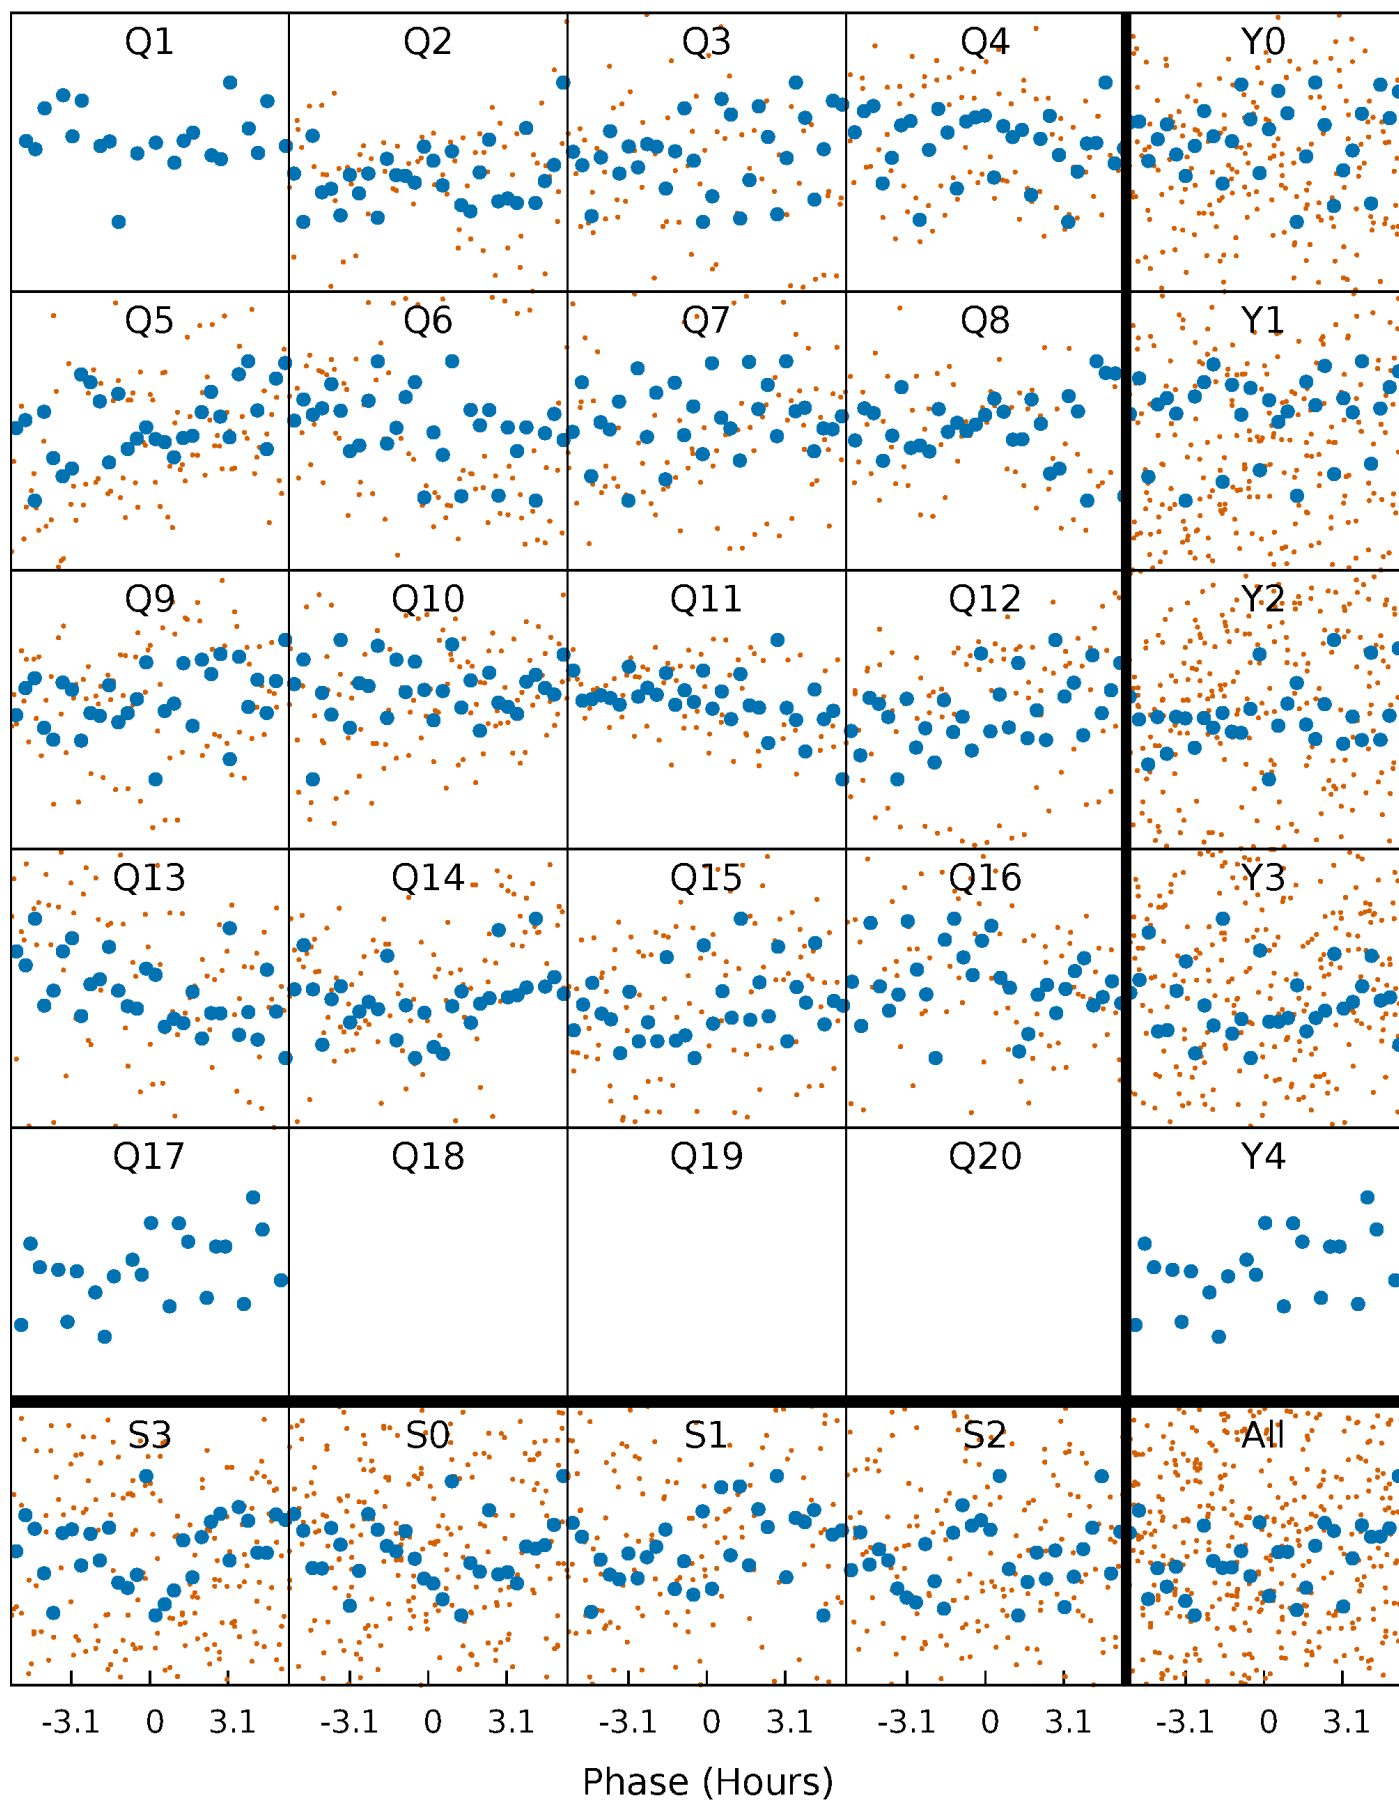 Q1 Q2 Q3 Q4 Y0
Q5 Q6 Q7 Q8 Y1
Q9 Q10 Q11 Q12 Y2
Q13 Q14 Q15 Q16 Y3
Q17 Q18 Q19 Q20 Y4
S3 S0 S1 S2 All
-3.1 0 3.1 -3.1 0 3.1 -3.1 0 3.1 -3.1 0 3.1 -3.1 0 3.1
Phase (Hours)